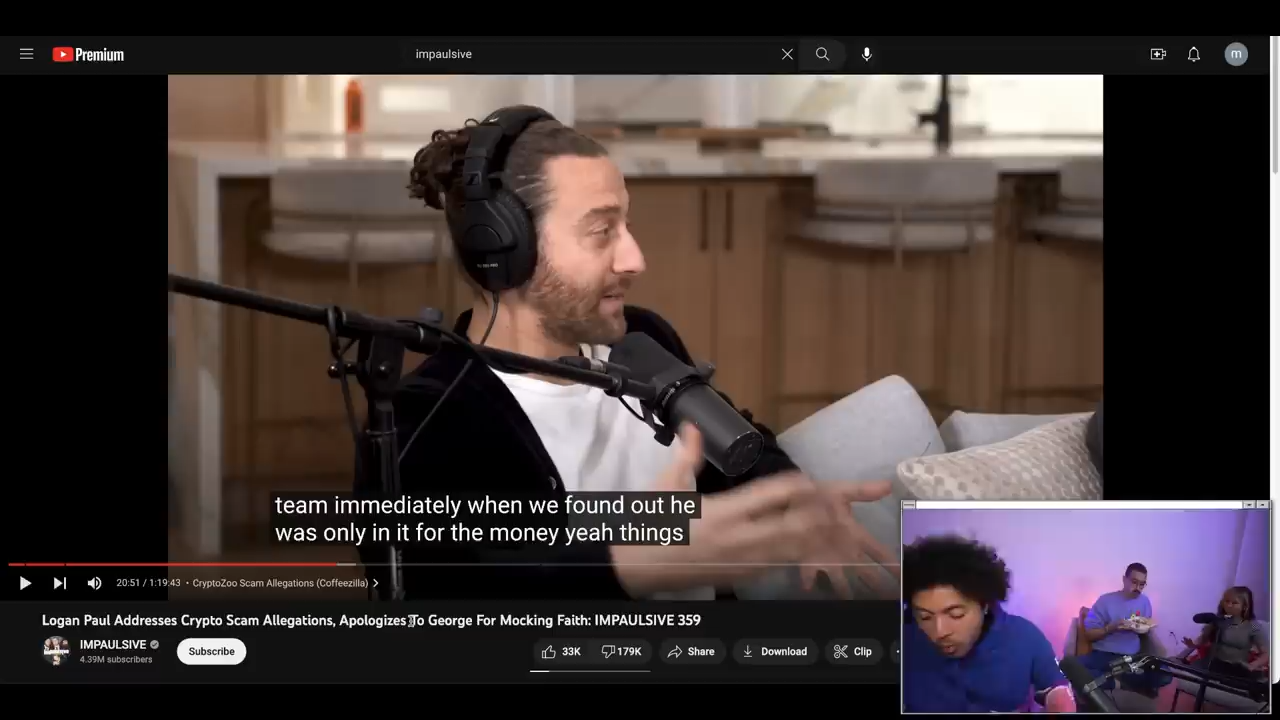 Premium
impaulsive
m
team immediately when we found out he
was only in it for the money yeah things
20:51 / 1:19:43 • CryptoZoo Scam Allegations (Coffeezilla)
Logan Paul Addresses Crypto Scam Allegations, Apologizes To George For Mocking Faith: IMPAULSIVE 359
IMPAULSIVE
4.39M subscribers
Subscribe
33K
179K
Share
Download
Clip